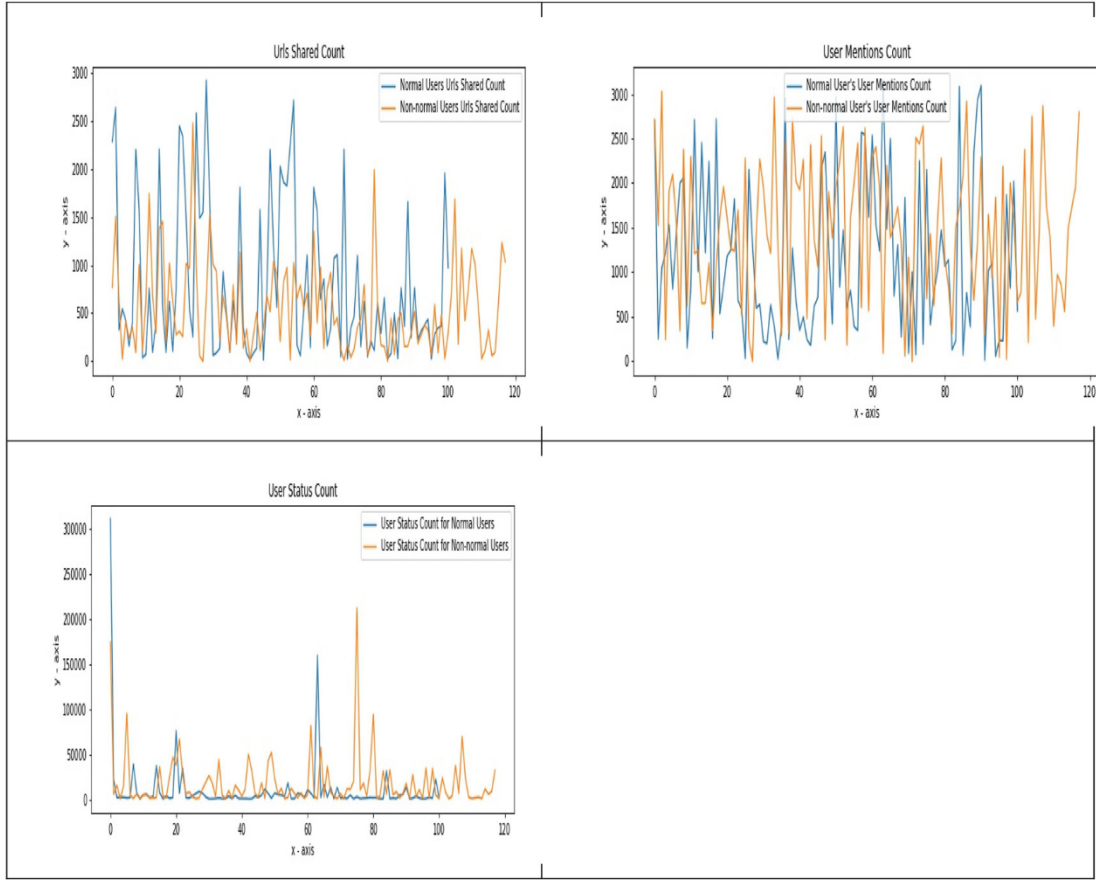 Urls Shared Count
3000
2500
2000
1500
1000
500
0
y - axis
Normal Users Urls Shared Count
Non-normal Users Urls Shared Count
0 20 40 60 80 100 120
x - axis
User Mentions Count
3000
2500
2000
1500
1000
500
0
y - axis
Normal User's User Mentions Count
Non-normal User's User Mentions Count
0 20 40 60 80 100 120
x - axis
User Status Count
300000
250000
200000
150000
100000
50000
0
y - axis
User Status Count for Normal Users
User Status Count for Non-normal Users
0 20 40 60 80 100 120
x - axis